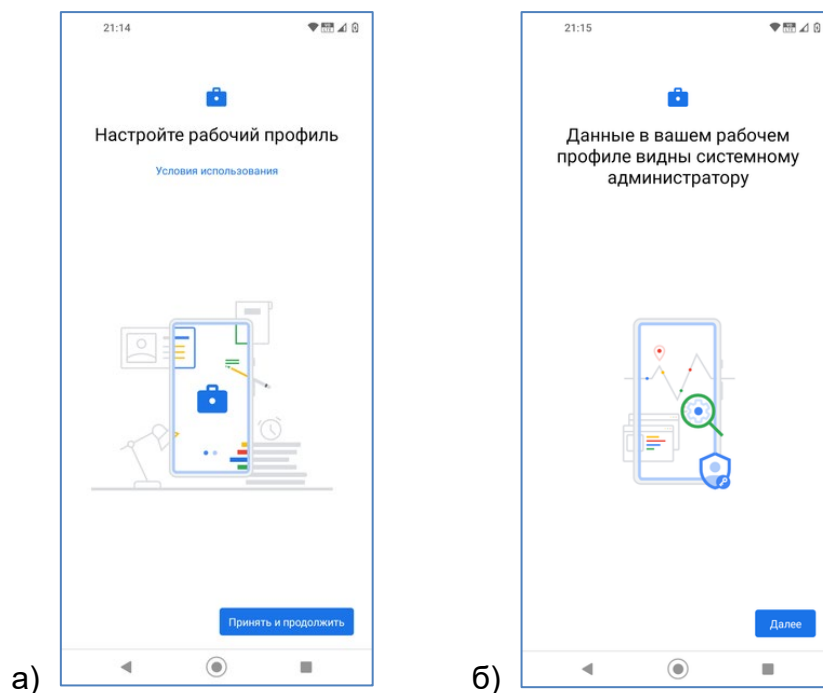 21:14
Настройте рабочий профиль
Условия использования
Принять и продолжить
а)
21:15
Данные в вашем рабочем
профиле видны системному
администратору
Далее
б)